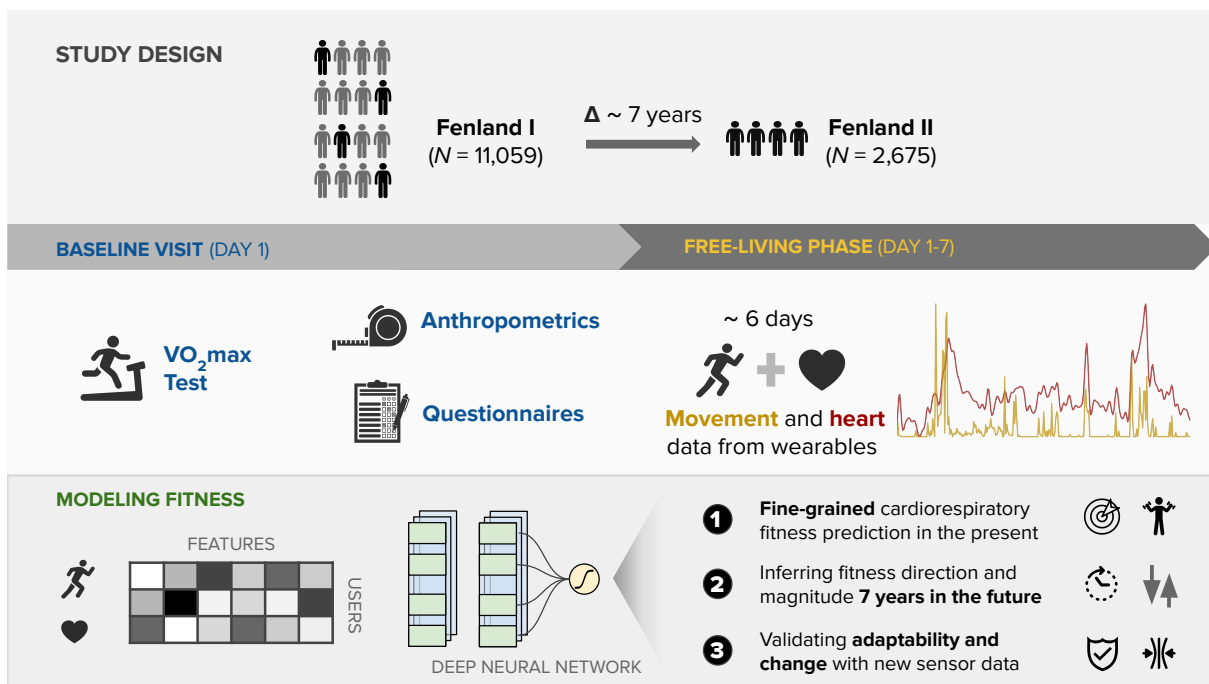 STUDY DESIGN
Fenland I
(N = 11,059)
Δ ~ 7 years
Fenland II
(N = 2,675)
BASELINE VISIT (DAY 1)
FREE-LIVING PHASE (DAY 1-7)
VO2max
Test
Anthropometrics
Questionnaires
~ 6 days
Movement and heart
data from wearables
MODELING FITNESS
FEATURES
USERS
DEEP NEURAL NETWORK
1 Fine-grained cardiorespiratory
fitness prediction in the present
2 Inferring fitness direction and
magnitude 7 years in the future
3 Validating adaptability and
change with new sensor data